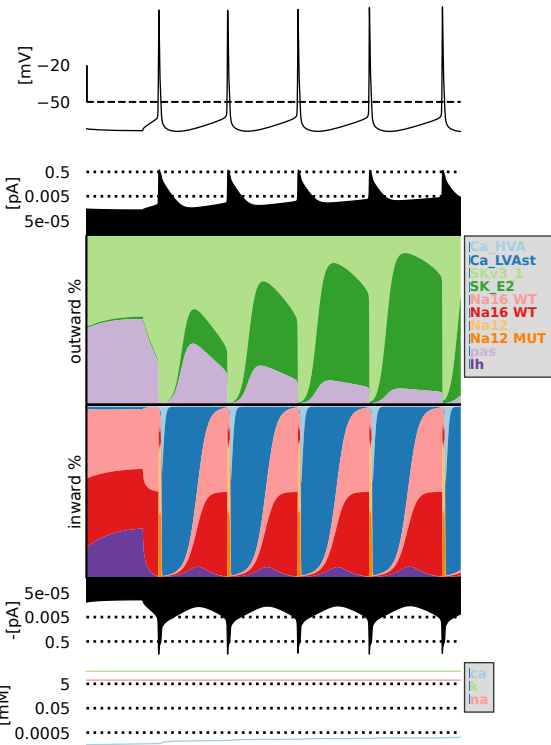 [mV]
−20
−50
[pA]
0.5
0.005
5e-05
outward %
Ca_HVA
Ca_LVAst
SKv3_1
SK_E2
Na16 WT
Na16 WT
Na12
Na12 MUT
pas
Ih
inward %
-[pA]
5e-05
0.005
0.5
[mM]
5
0.05
0.0005
ca
k
na